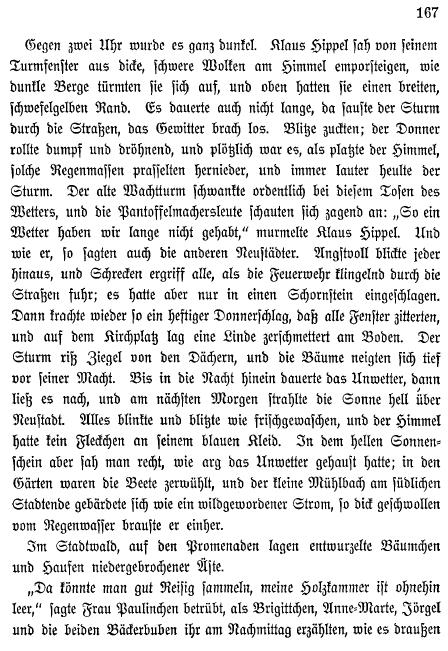 167
Gegen zwei Uhr wurde es ganz dunkel. Klaus Hippel sah von seinem
Turmfenster aus dicke, schwere Wolken am Himmel emporsteigen, wie
dunkle Berge türmten sie sich auf, und oben hatten sie einen breiten,
schwefelgelben Rand. Es dauerte auch nicht lange, da sauste der Sturm
durch die Straßen, das Gewitter brach los. Blitze zuckten; der Donner
rollte dumpf und dröhnend, und plötzlich war es, als platzte der Himmel,
solche Regenmassen prasselten hernieder, und immer lauter heulte der
Sturm. Der alte Wachtturm schwankte ordentlich bei diesem Tosen des
Wetters, und die Pantoffelmachersleute schauten sich zagend an: „So ein
Wetter haben wir lange nicht gehabt,“ murmelte Klaus Hippel. Und
wie er, so sagten auch die anderen Neustädter. Angstvoll blickte jeder
hinaus, und Schrecken ergriff alle, als die Feuerwehr klingelnd durch die
Straßen fuhr; es hatte aber nur in einen Schornstein eingeschlagen.
Dann krachte wieder so ein heftiger Donnerschlag, daß alle Fenster zitterten,
und auf dem Kirchplatz lag eine Linde zerschmettert am Boden. Der
Sturm riß Ziegel von den Dächern, und die Bäume neigten sich tief
vor seiner Macht. Bis in die Nacht hinein dauerte das Unwetter, dann
ließ es nach, und am nächsten Morgen strahlte die Sonne hell über
Neustadt. Alles blinkte und blitzte wie frischgewaschen, und der Himmel
hatte kein Fleckchen an seinem blauen Kleid. In dem hellen Sonnen-
schein aber sah man recht, wie arg das Unwetter gehaust hatte; in den
Gärten waren die Beete zerwühlt, und der kleine Mühlbach am südlichen
Stadtende gebärdete sich wie ein wildgewordener Strom, so dick geschwollen
vom Regenwasser brauste er einher.
Im Stadtwald, auf den Promenaden lagen entwurzelte Bäumchen
und Haufen niedergebrochener Äste.
„Da könnte man gut Reisig sammeln, meine Holzkammer ist ohnehin
leer,“ sagte Frau Paulinchen betrübt, als Brigittchen, Anne-Marte, Jörgel
und die beiden Bäckerbuben ihr am Nachmittag erzählten, wie es draußen